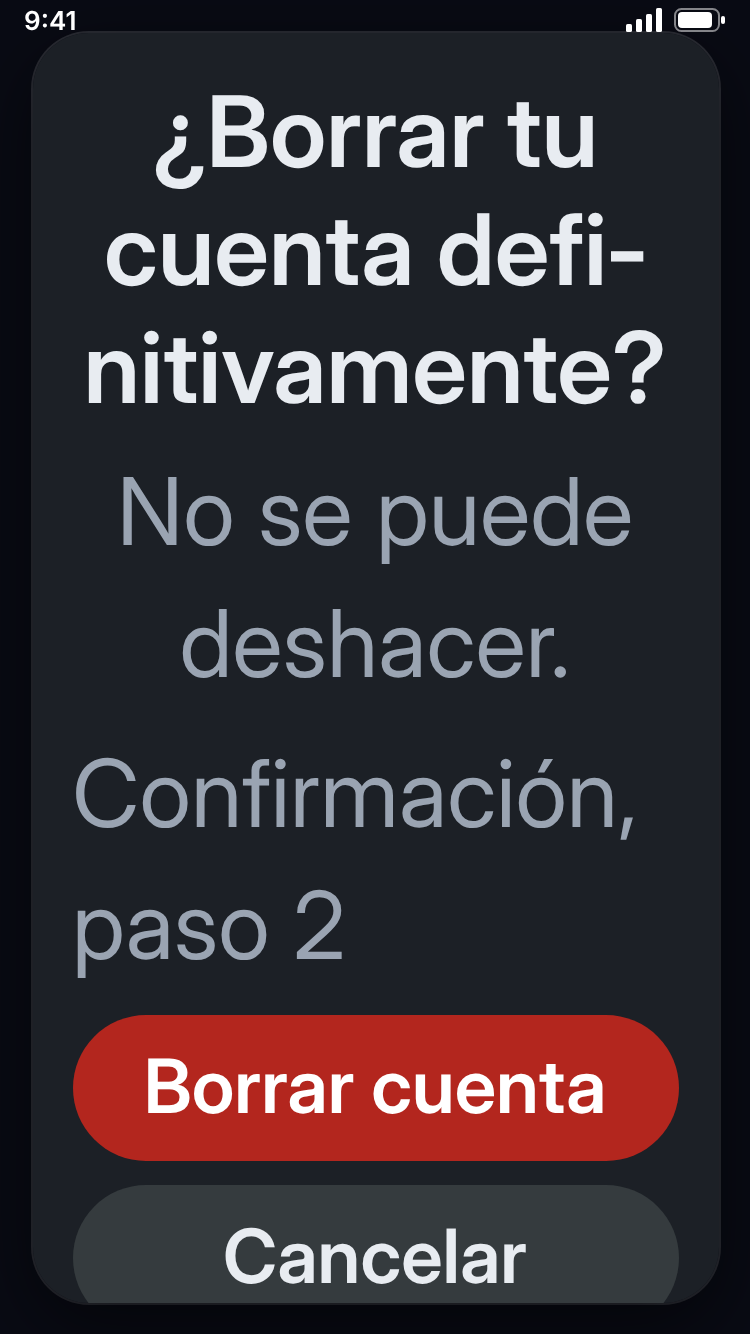 9:41
¿Borrar tu
cuenta defi-
nitivamente?
No se puede
deshacer.
Confirmación,
paso 2
Borrar cuenta
Cancelar